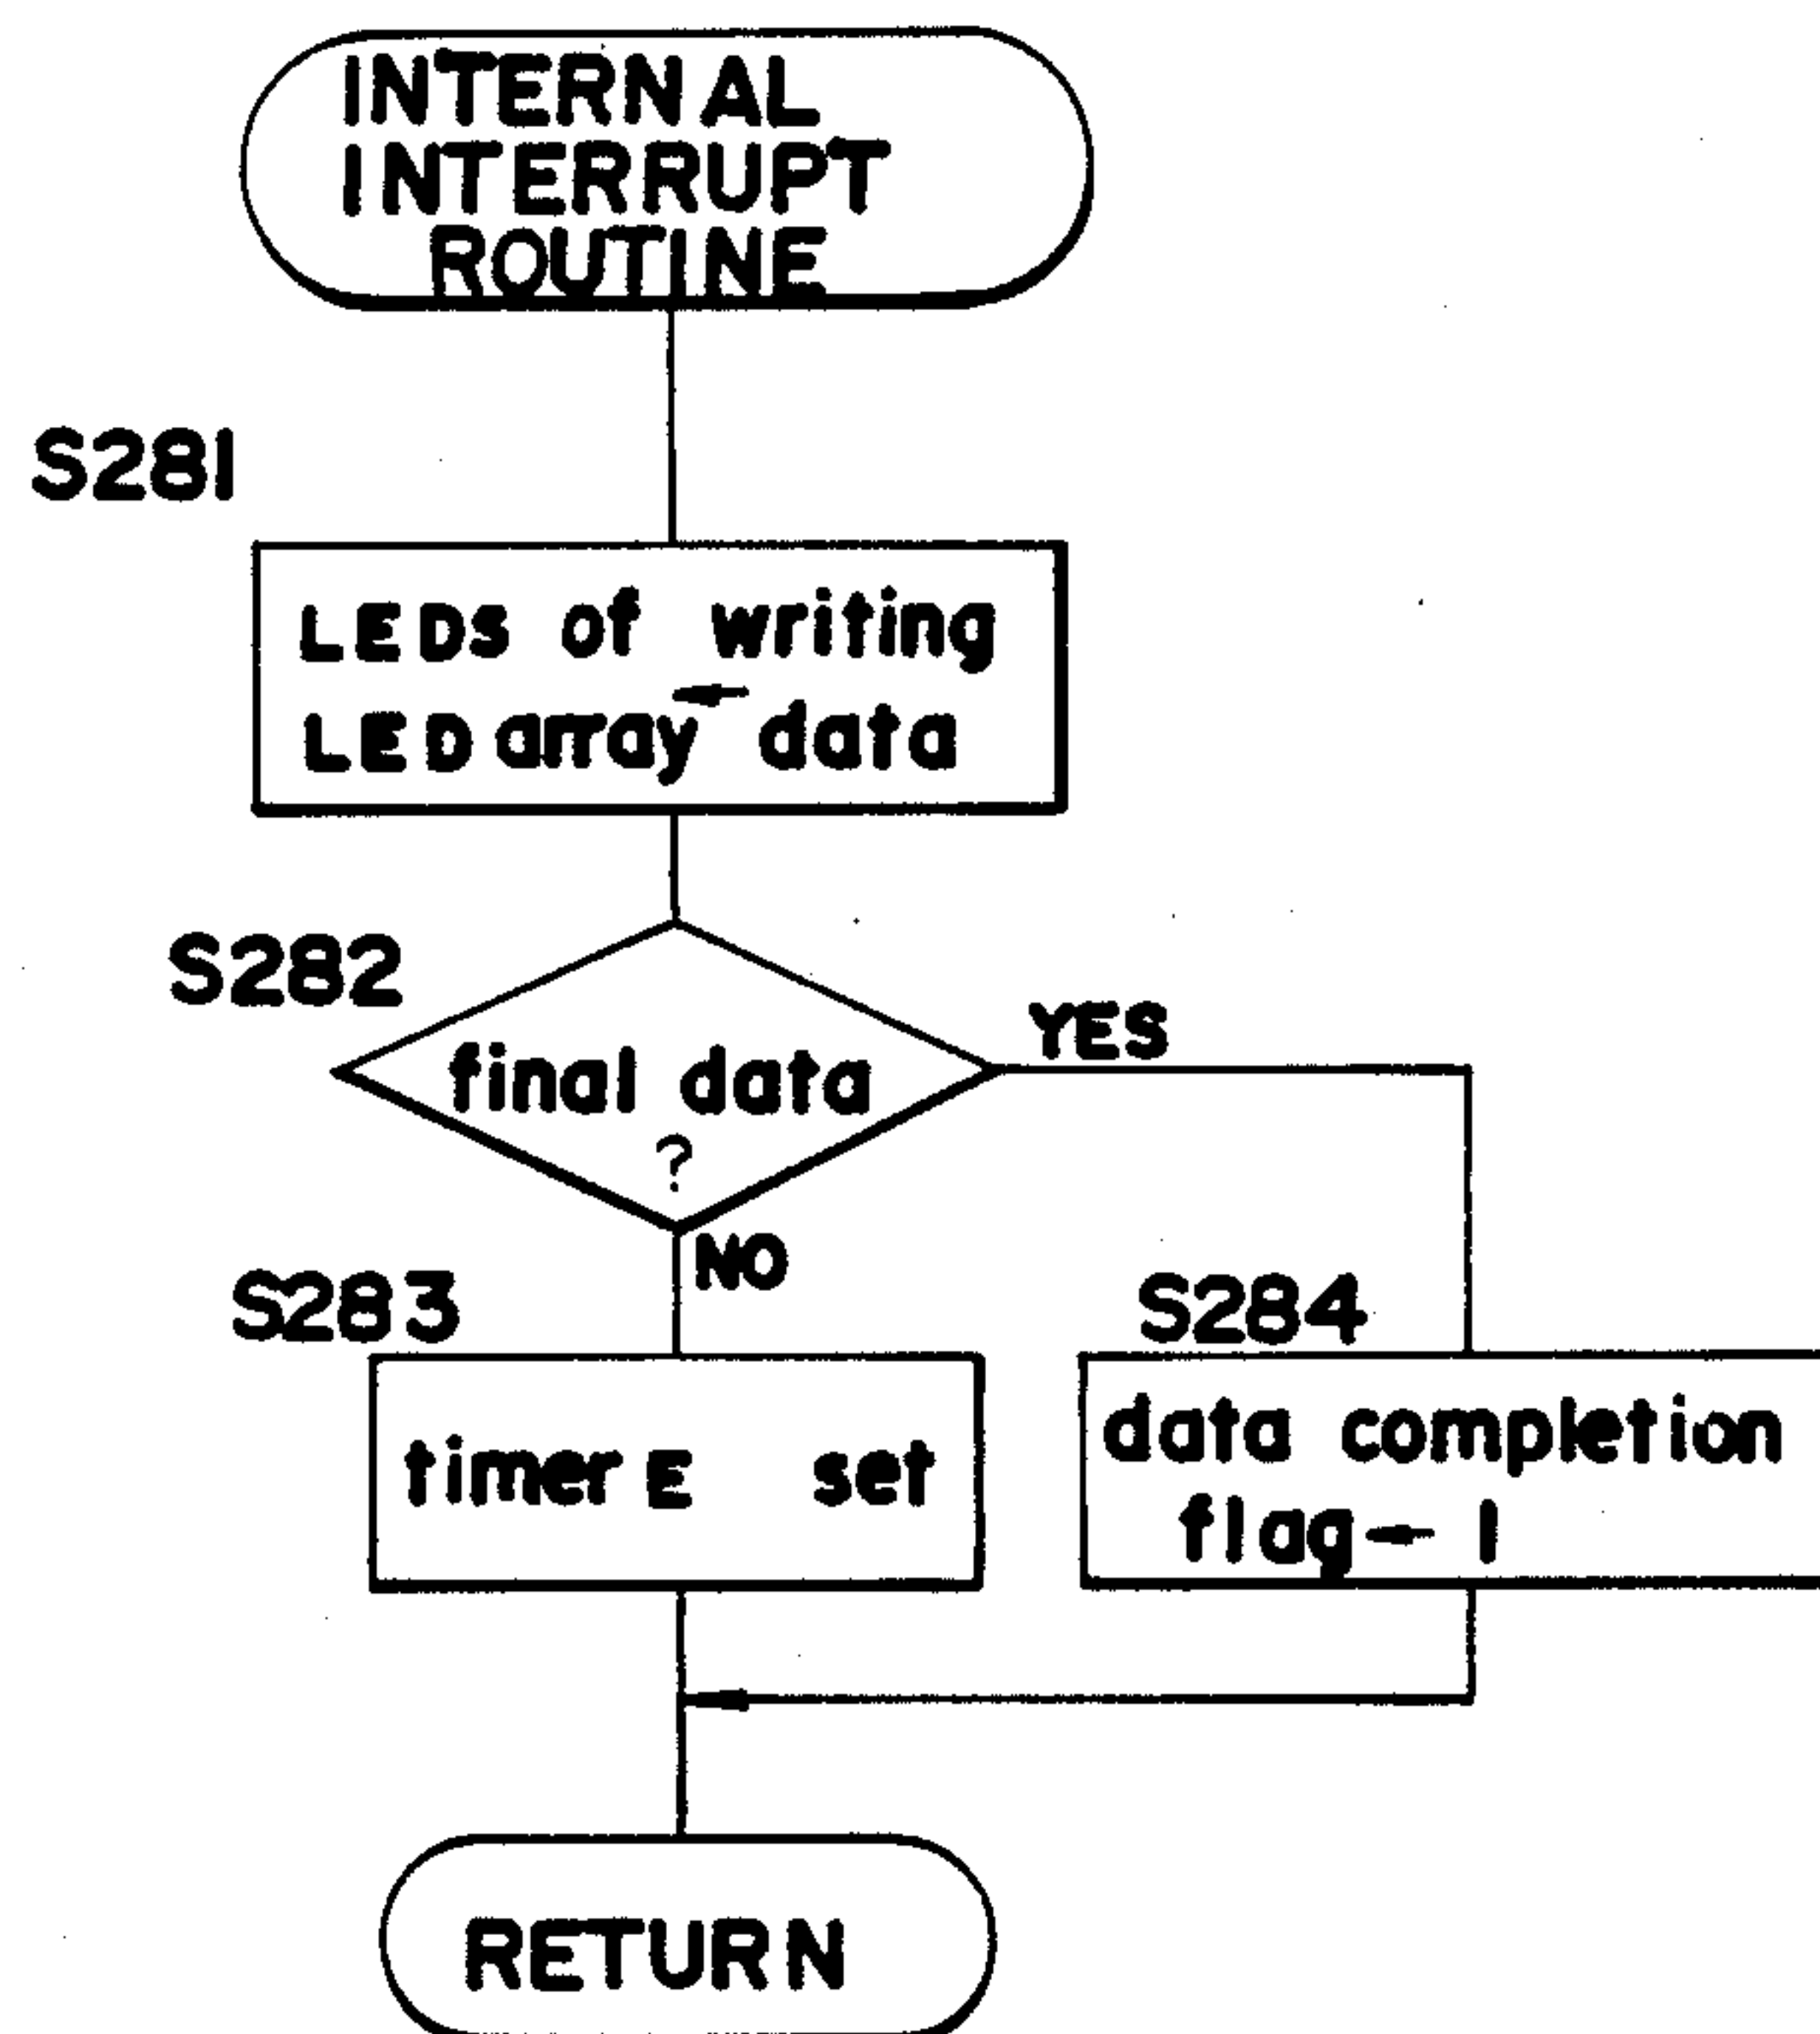 INTERNAL
INTERRUPT
ROUTINE
S281
LEDS of writing
LED array ← data
S282
final data
?
YES
NO
S283
timer E set
S284
data completion
flag ← 1
RETURN